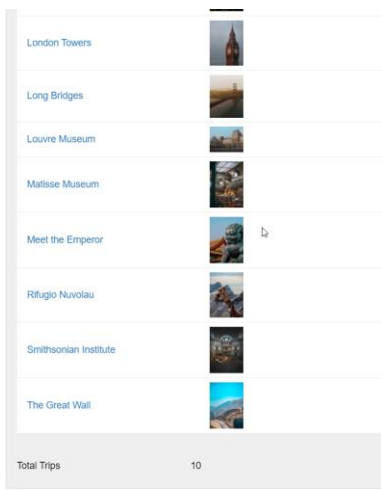 London Towers
Long Bridges
Louvre Museum
Matisse Museum
Meet the Emperor
Rifugio Nuvolau
Smithsonian Institute
The Great Wall
Total Trips 10